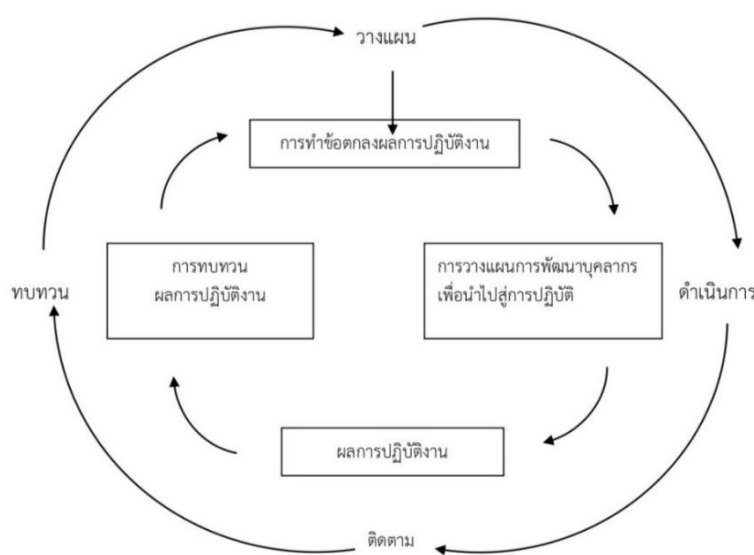 วางแผน
การทำข้อตกลงผลการปฏิบัติงาน
การทบทวน
ผลการปฏิบัติงาน
การวางแผนการพัฒนาบุคลากร
เพื่อนำไปสู่การปฏิบัติ
ทบทวน
ดำเนินการ
ผลการปฏิบัติงาน
ติดตาม